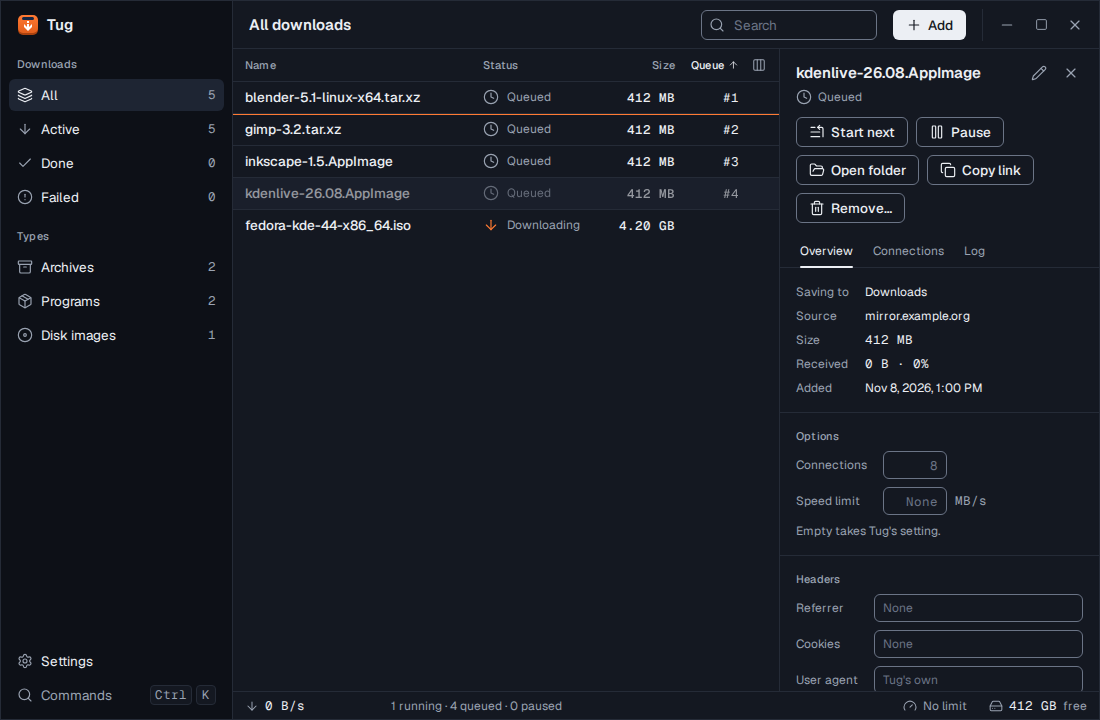 Tug
Downloads
All 5
Active 5
Done 0
Failed 0
Types
Archives 2
Programs 2
Disk images 1
Settings
Commands Ctrl K
All downloads
Search
Add
Name Status Size Queue
blender-5.1-linux-x64.tar.xz Queued 412 MB #1
gimp-3.2.tar.xz Queued 412 MB #2
inkscape-1.5.AppImage Queued 412 MB #3
kdenlive-26.08.AppImage Queued 412 MB #4
fedora-kde-44-x86_64.iso Downloading 4.20 GB
kdenlive-26.08.AppImage
Queued
Start next Pause
Open folder Copy link
Remove...
Overview Connections Log
Saving to Downloads
Source mirror.example.org
Size 412 MB
Received 0 B · 0%
Added Nov 8, 2026, 1:00 PM
Options
Connections 8
Speed limit None MB/s
Empty takes Tug's setting.
Headers
Referrer None
Cookies None
User agent Tug's own
0 B/s 1 running · 4 queued · 0 paused No limit 412 GB free